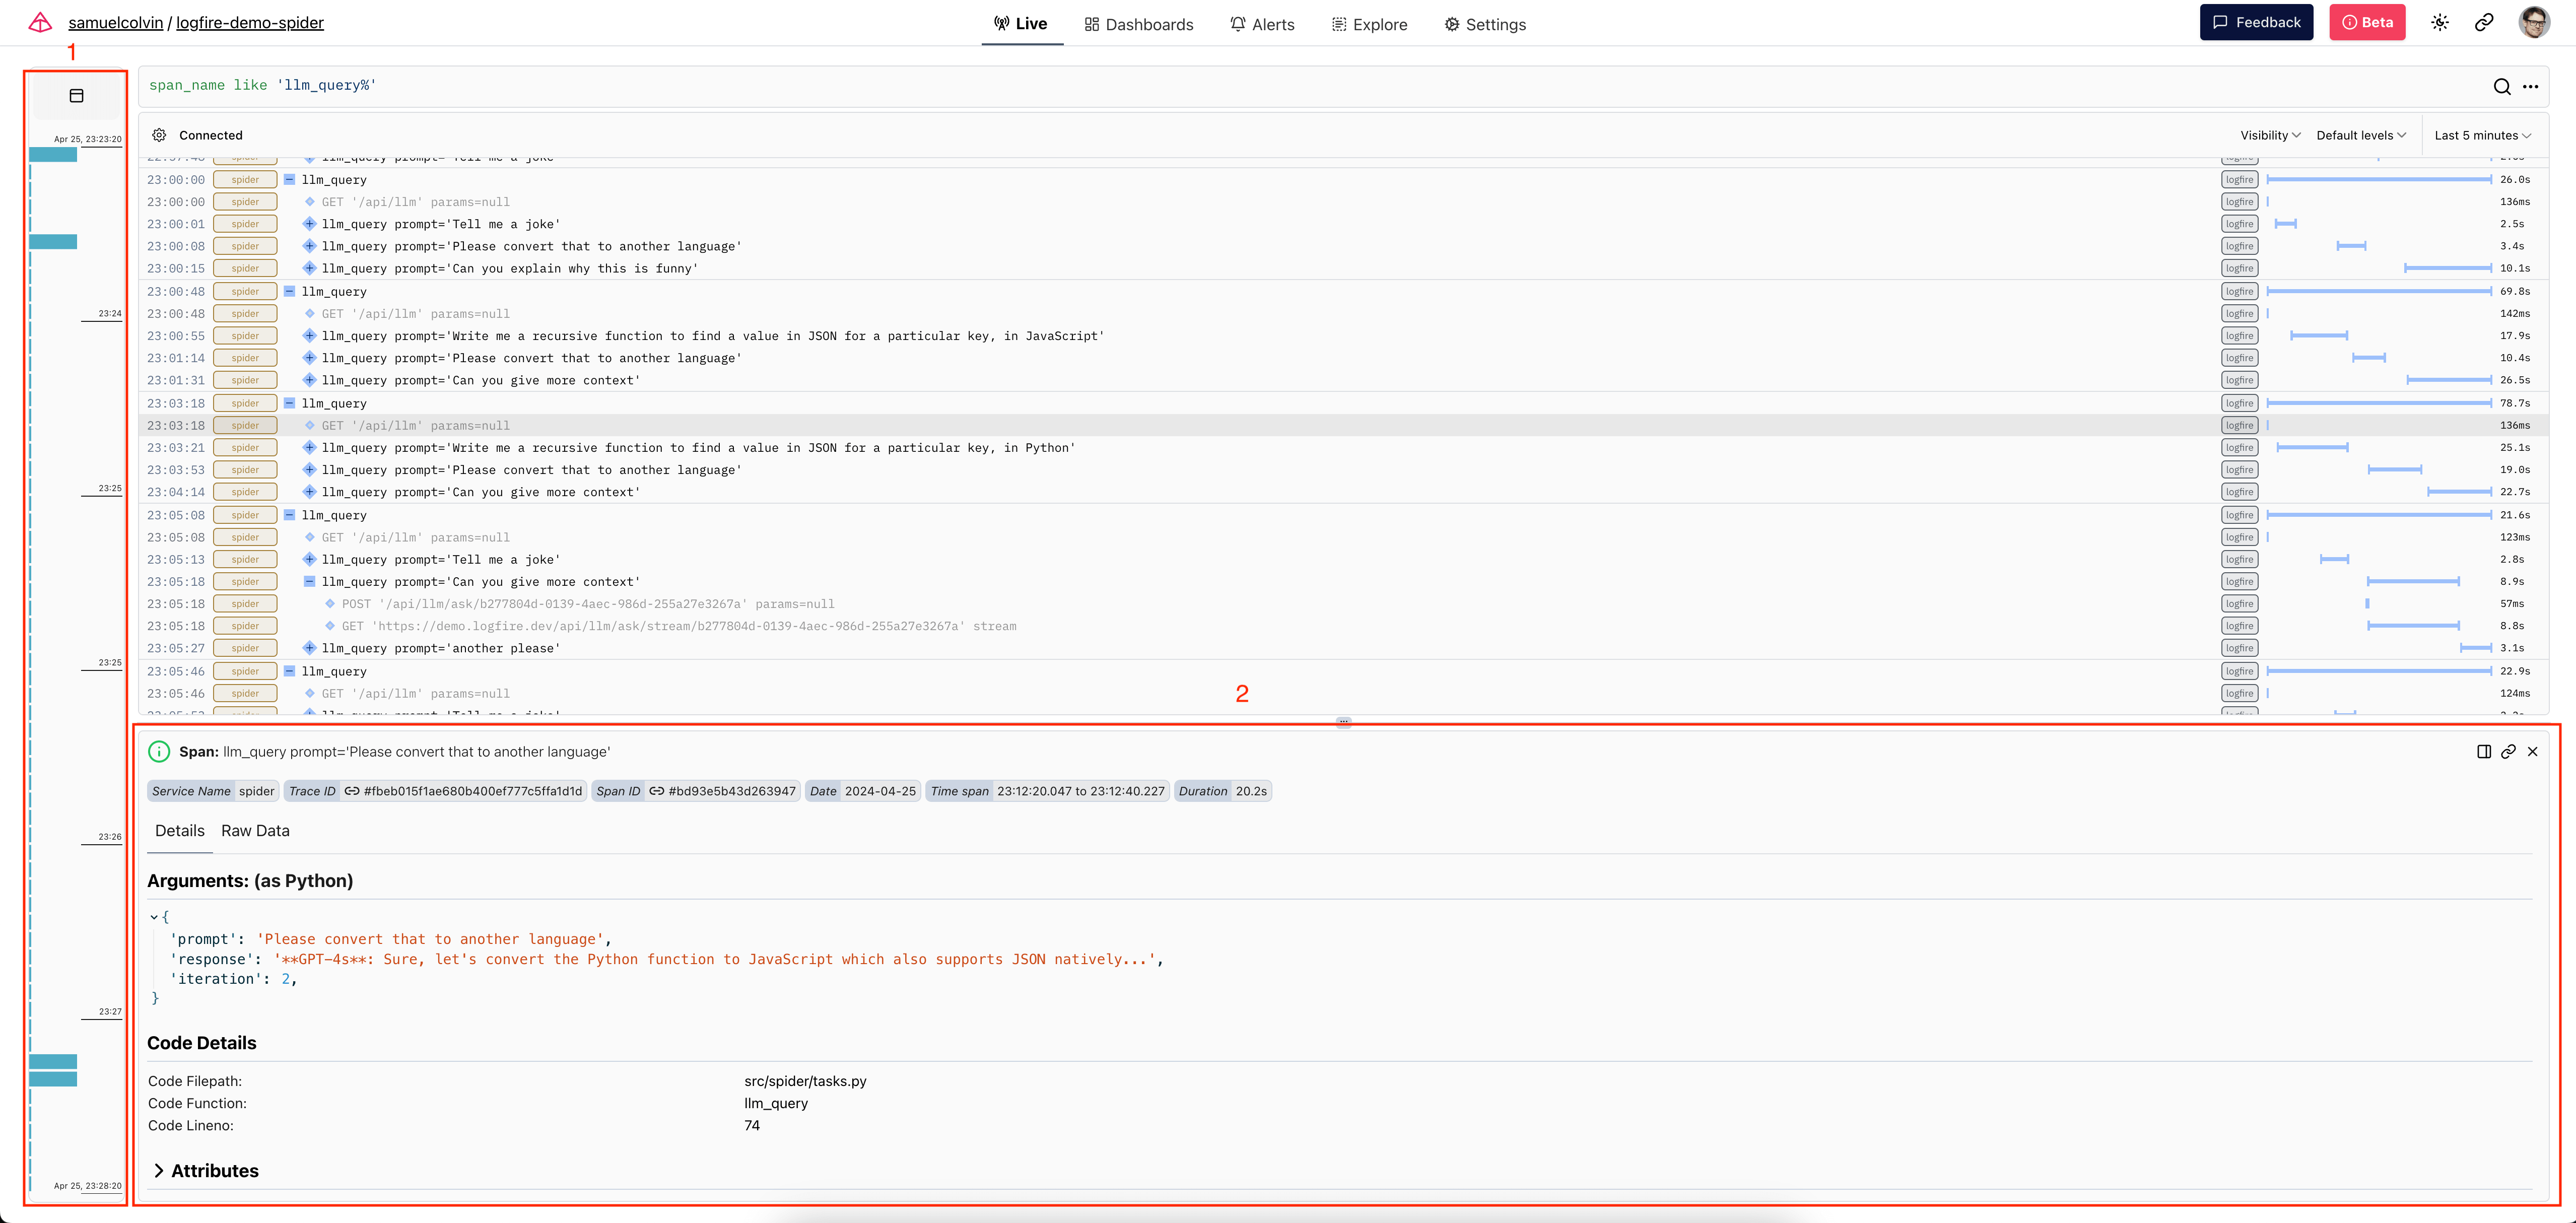 samuelcolvin / logfire-demo-spider
Live
Dashboards
Alerts
Explore
Settings
Feedback
Beta
1
span_name like 'llm_query%'
Connected
Visibility
Default levels
Last 5 minutes
Apr 25, 23:23:20
23:24
23:25
23:25
23:26
23:27
Apr 25, 23:28:20
llm_query prompt='Tell me a joke' logfire
23:00:00 spider llm_query logfire 26.0s
23:00:00 spider GET '/api/llm' params=null logfire 136ms
23:00:01 spider llm_query prompt='Tell me a joke' logfire 2.5s
23:00:08 spider llm_query prompt='Please convert that to another language' logfire 3.4s
23:00:15 spider llm_query prompt='Can you explain why this is funny' logfire 10.1s
23:00:48 spider llm_query logfire 69.8s
23:00:48 spider GET '/api/llm' params=null logfire 142ms
23:00:55 spider llm_query prompt='Write me a recursive function to find a value in JSON for a particular key, in JavaScript' logfire 17.9s
23:01:14 spider llm_query prompt='Please convert that to another language' logfire 10.4s
23:01:31 spider llm_query prompt='Can you give more context' logfire 26.5s
23:03:18 spider llm_query logfire 78.7s
23:03:18 spider GET '/api/llm' params=null logfire 136ms
23:03:21 spider llm_query prompt='Write me a recursive function to find a value in JSON for a particular key, in Python' logfire 25.1s
23:03:53 spider llm_query prompt='Please convert that to another language' logfire 19.0s
23:04:14 spider llm_query prompt='Can you give more context' logfire 22.7s
23:05:08 spider llm_query logfire 21.6s
23:05:08 spider GET '/api/llm' params=null logfire 123ms
23:05:13 spider llm_query prompt='Tell me a joke' logfire 2.8s
23:05:18 spider llm_query prompt='Can you give more context' logfire 8.9s
23:05:18 spider POST '/api/llm/ask/b277804d-0139-4aec-986d-255a27e3267a' params=null logfire 57ms
23:05:18 spider GET 'https://demo.logfire.dev/api/llm/ask/stream/b277804d-0139-4aec-986d-255a27e3267a' stream logfire 8.8s
23:05:27 spider llm_query prompt='another please' logfire 3.1s
23:05:46 spider llm_query logfire 22.9s
23:05:46 spider GET '/api/llm' params=null logfire 124ms
2
Span: llm_query prompt='Please convert that to another language'
Service Name spider Trace ID #fbeb015f1ae680b400ef777c5ffa1d1d Span ID #bd93e5b43d263947 Date 2024-04-25 Time span 23:12:20.047 to 23:12:40.227 Duration 20.2s
Details Raw Data
Arguments: (as Python)
{
'prompt': 'Please convert that to another language',
'response': '**GPT-4s**: Sure, let's convert the Python function to JavaScript which also supports JSON natively...',
'iteration': 2,
}
Code Details
Code Filepath: src/spider/tasks.py
Code Function: llm_query
Code Lineno: 74
Attributes